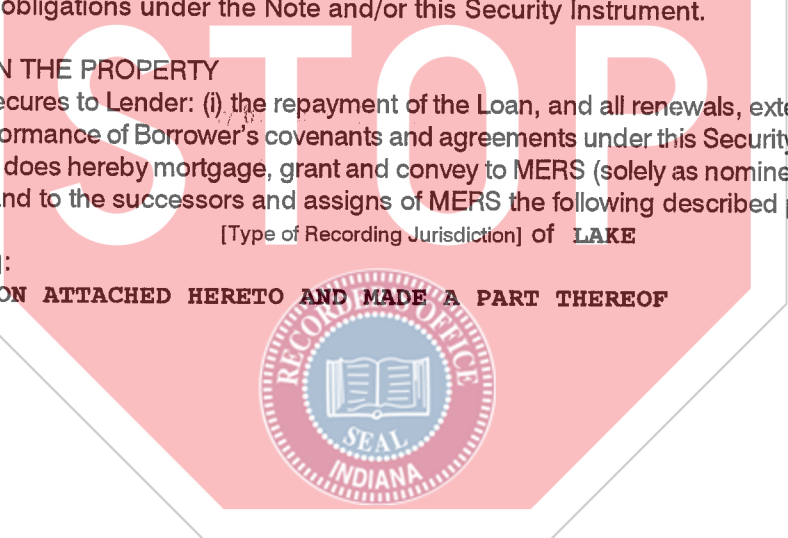 obligations under the Note and/or this Security Instrument.
STOP
N THE PROPERTY
ecures to Lender: (i) the repayment of the Loan, and all renewals, exte
ormance of Borrower's covenants and agreements under this Security
does hereby mortgage, grant and convey to MERS (solely as nomine
nd to the successors and assigns of MERS the following described p
[Type of Recording Jurisdiction] of LAKE
]:
ON ATTACHED HERETO AND MADE A PART THEREOF
RECORDER'S OFFICE
SEAL
INDIANA